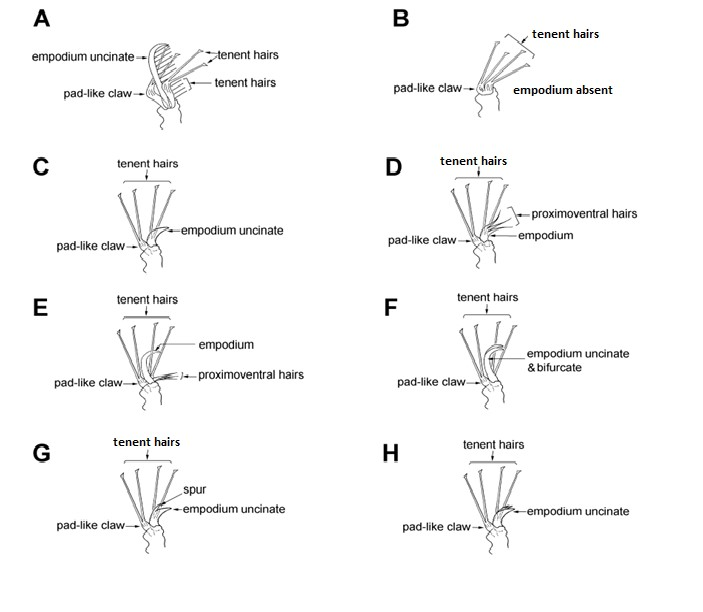 A
empodium uncinate
tenent hairs
tenent hairs
pad-like claw
B
tenent hairs
pad-like claw
empodium absent
C
tenent hairs
empodium uncinate
pad-like claw
D
tenent hairs
proximoventral hairs
pad-like claw
empodium
E
tenent hairs
empodium
proximoventral hairs
pad-like claw
F
tenent hairs
empodium uncinate
& bifurcate
pad-like claw
G
tenent hairs
spur
empodium uncinate
pad-like claw
H
tenent hairs
empodium uncinate
pad-like claw